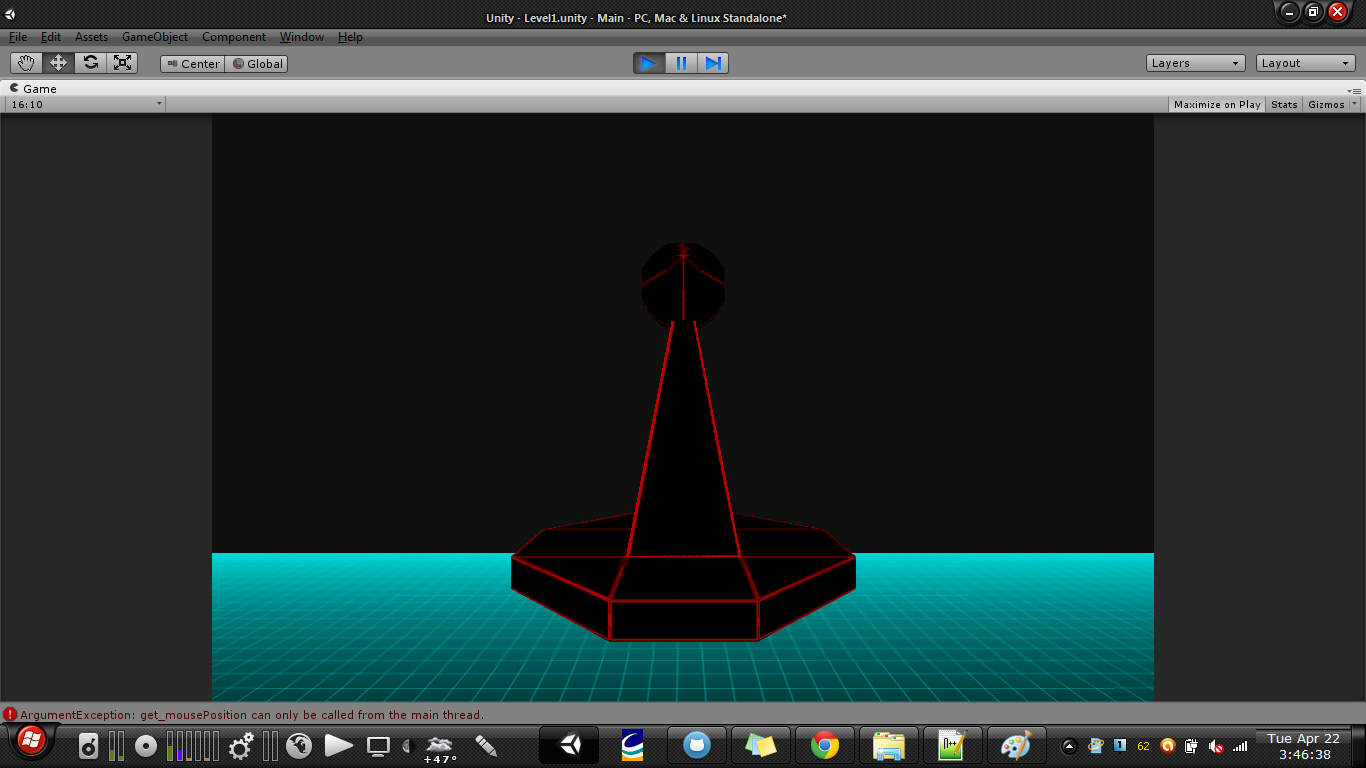 Unity - Level1.unity - Main - PC, Mac & Linux Standalone*
File Edit Assets GameObject Component Window Help
Center Global Layers Layout
Game
16:10 Maximize on Play Stats Gizmos
ArgumentException: get_mousePosition can only be called from the main thread.
+47° 62
Tue Apr 22
3:46:38